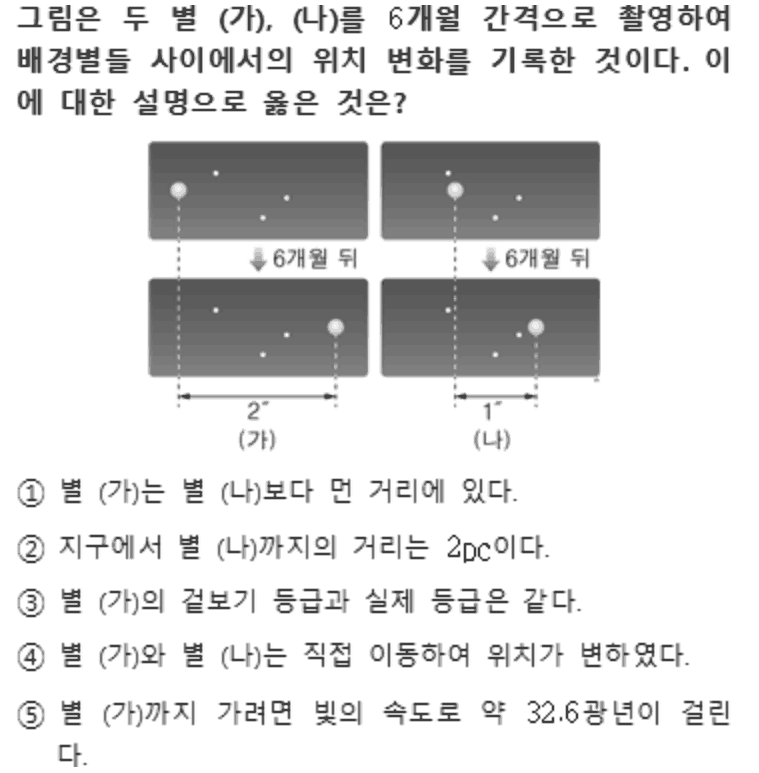 그림은 두 별 (가), (나)를 6개월 간격으로 촬영하여
배경별들 사이에서의 위치 변화를 기록한 것이다. 이
에 대한 설명으로 옳은 것은?
6개월 뒤 6개월 뒤
2″ 1″
(가) (나)
① 별 (가)는 별 (나)보다 먼 거리에 있다.
② 지구에서 별 (나)까지의 거리는 2pc이다.
③ 별 (가)의 겉보기 등급과 실제 등급은 같다.
④ 별 (가)와 별 (나)는 직접 이동하여 위치가 변하였다.
⑤ 별 (가)까지 가려면 빛의 속도로 약 32.6광년이 걸린
다.